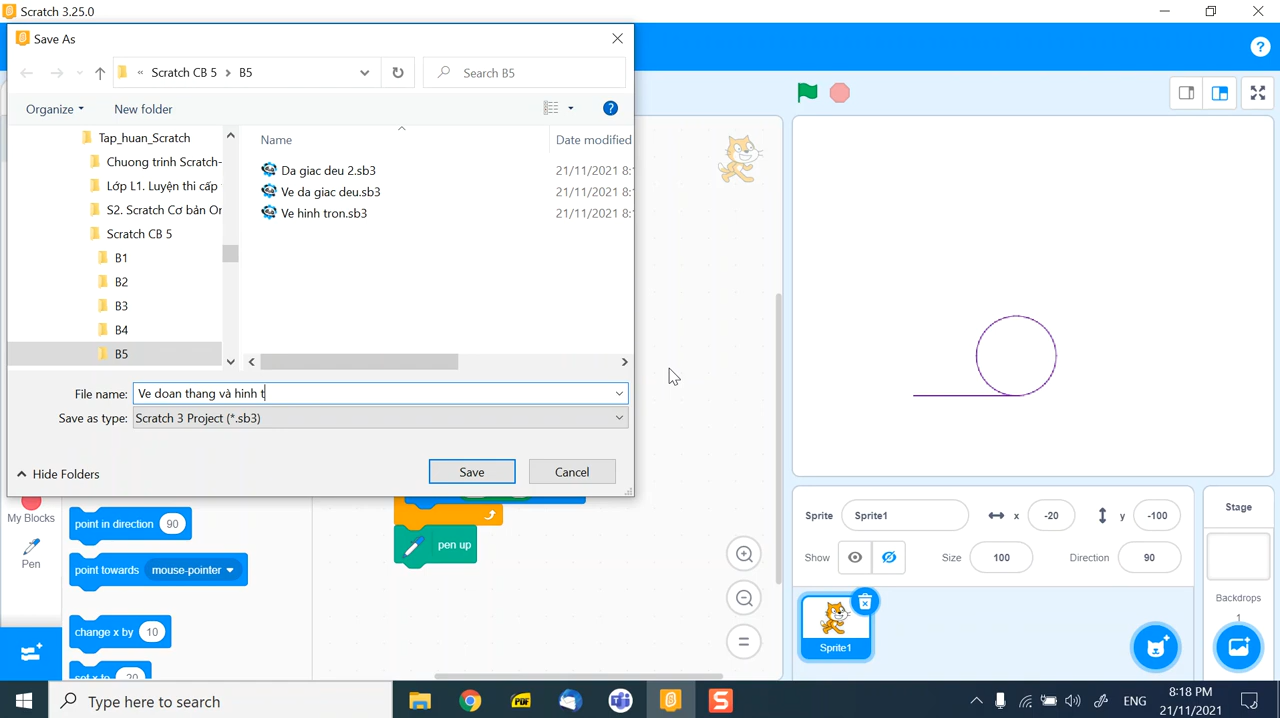 Scratch 3.25.0
Save As
« Scratch CB 5 > B5
Search B5
Organize
New folder
Name
Date modified
Tap_huan_Scratch
Chuong trinh Scratch-
Lớp L1. Luyện thi cấp
S2. Scratch Cơ bản On
Scratch CB 5
B1
B2
B3
B4
B5
Da giac deu 2.sb3
21/11/2021 8:1
Ve da giac deu.sb3
21/11/2021 8:1
Ve hinh tron.sb3
21/11/2021 8:1
File name:
Ve doan thang và hinh t
Save as type:
Scratch 3 Project (*.sb3)
Hide Folders
Save
Cancel
My Blocks
Pen
point in direction 90
point towards mouse-pointer
change x by 10
set x to -20
pen up
Sprite
Sprite1
x
-20
y
-100
Show
Size
100
Direction
90
Sprite1
Stage
Backdrops
1
Type here to search
PDF
S
ENG
8:18 PM
21/11/2021